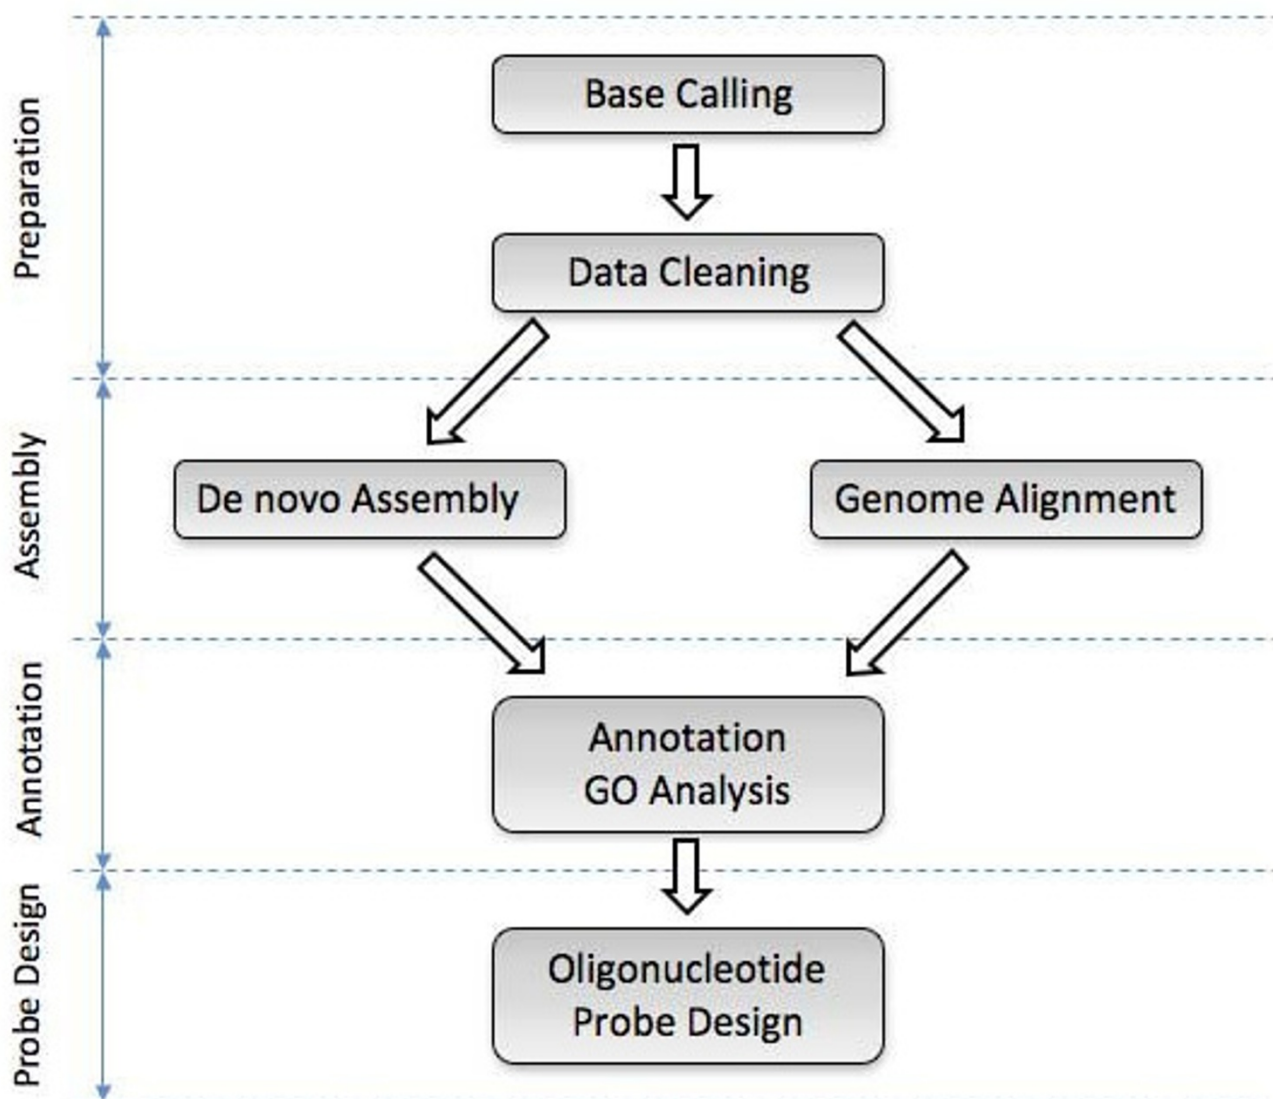 Preparation
Base Calling
Data Cleaning
Assembly
De novo Assembly
Genome Alignment
Annotation
Annotation
GO Analysis
Probe Design
Oligonucleotide
Probe Design